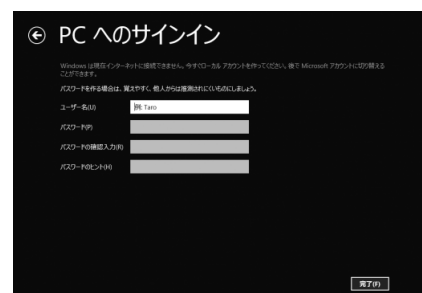 PC へのサインイン
Windows は現在インターネットに接続できません。今すぐローカル アカウントを作ってください。後で Microsoft アカウントに切り替える
ことができます。
パスワードを作る場合は、覚えやすく、他人からは推測されにくいものにしましょう。
ユーザー名(U)
例: Taro
パスワード(P)
パスワードの確認入力(R)
パスワードのヒント(H)
完了(F)